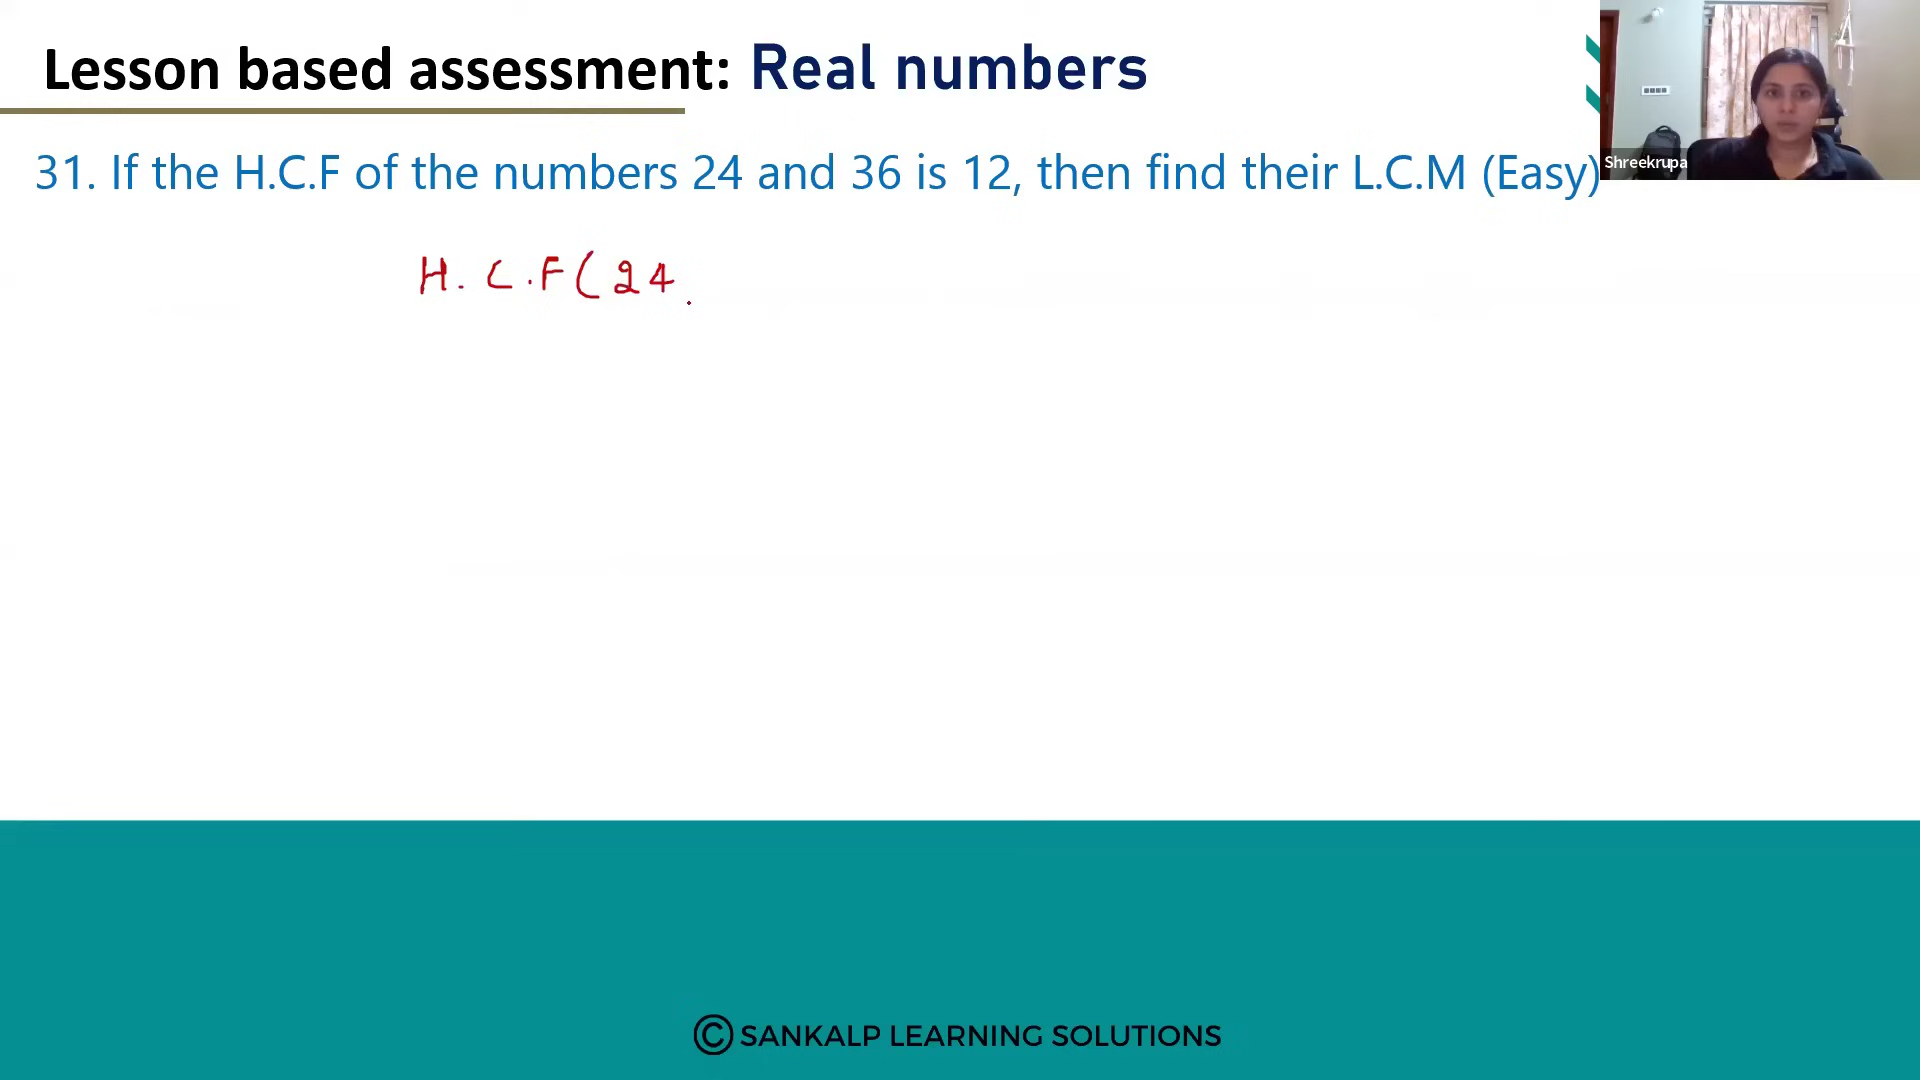 Lesson based assessment: Real numbers
Shreekrupa
31. If the H.C.F of the numbers 24 and 36 is 12, then find their L.C.M (Easy)
H. C.F ( 24
© SANKALP LEARNING SOLUTIONS